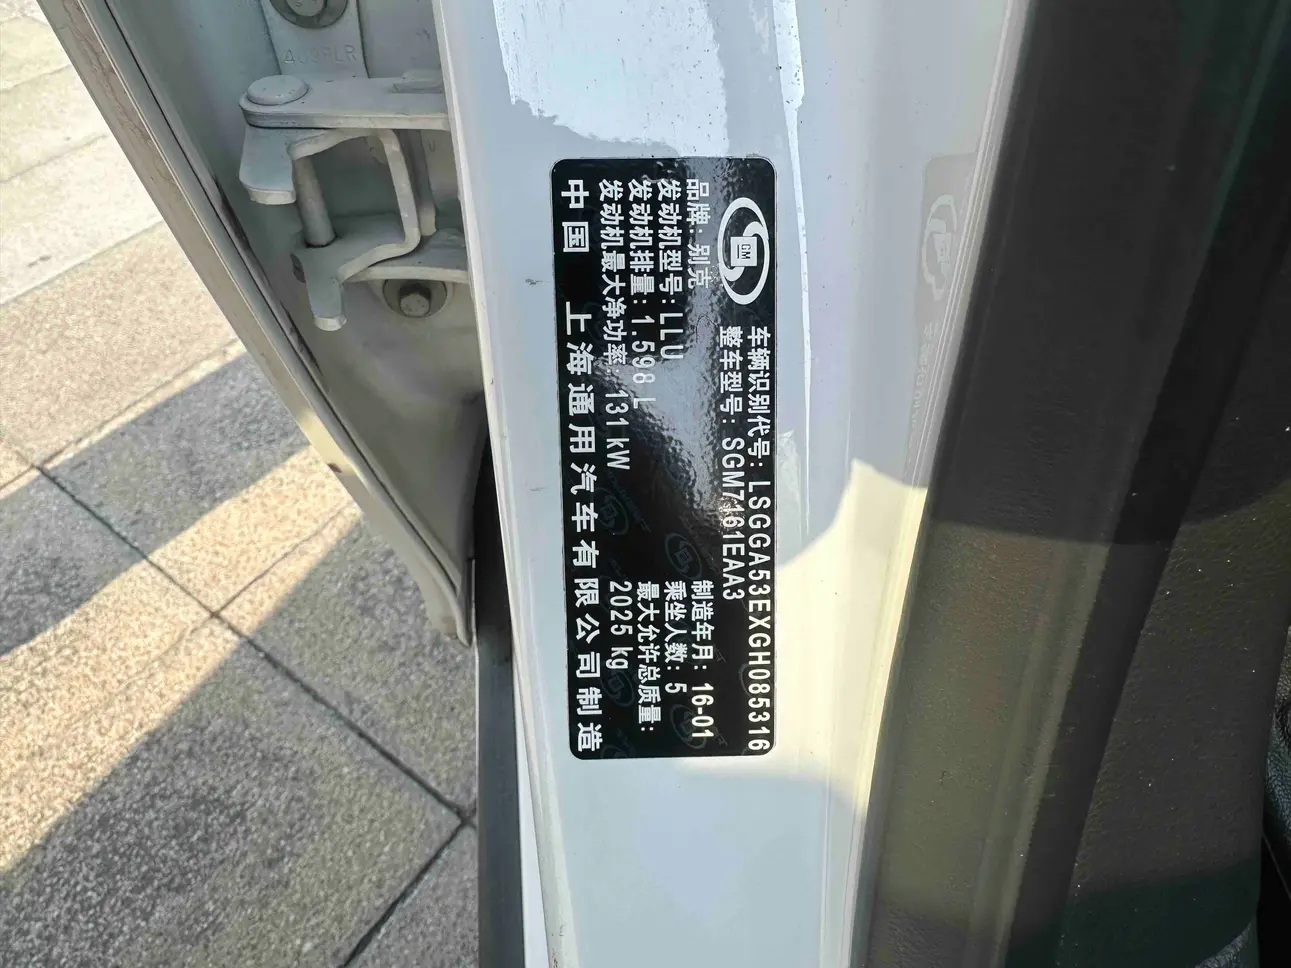 GM
车辆识别代号: LSGGA53EXGH085316
整车型号: SGM7161EAA3
品牌: 别克
制造年月: 16-01
发动机型号: LLU
乘坐人数: 5
发动机排量: 1.598 L
最大允许总质量:
2025 kg
发动机最大净功率: 131 kW
中国 上海通用汽车有限公司制造